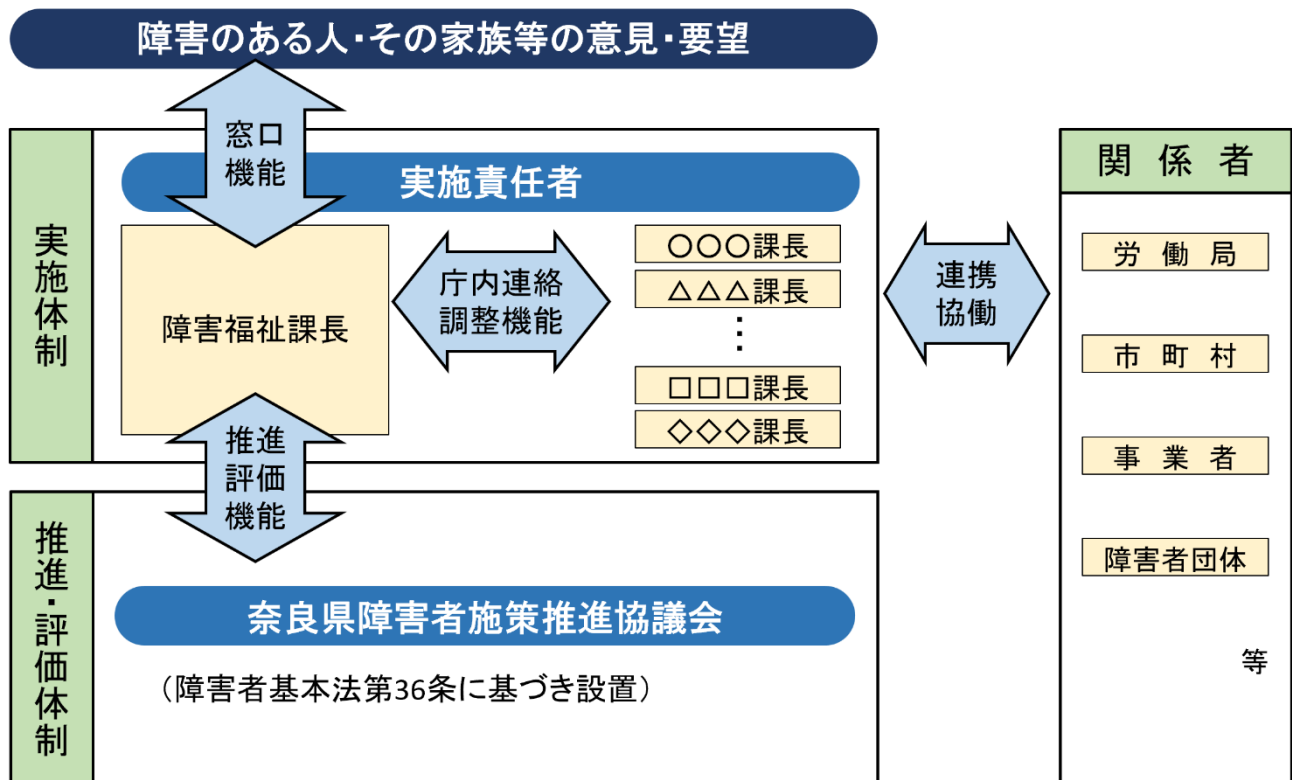 障害のある人・その家族等の意見・要望
窓口
機能
実施体制
実施責任者
障害福祉課長
庁内連絡
調整機能
○○○課長
△△△課長
⋮
□□□課長
◇◇◇課長
連携
協働
関係者
労働局
市町村
事業者
障害者団体
等
推進
評価
機能
推進・評価体制
奈良県障害者施策推進協議会
（障害者基本法第36条に基づき設置）